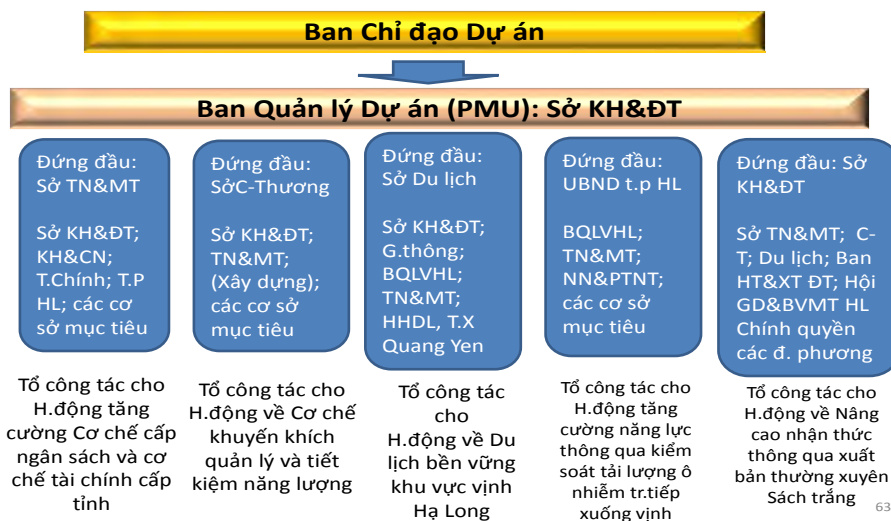 Ban Chỉ đạo Dự án
Ban Quản lý Dự án (PMU): Sở KH&ĐT
Đứng đầu:
Sở TN&MT
Sở KH&ĐT;
KH&CN;
T.Chính; T.P
HL; các cơ
sở mục tiêu
Tổ công tác cho
H.động tăng
cường Cơ chế cấp
ngân sách và cơ
chế tài chính cấp
tỉnh
Đứng đầu:
SởC-Thương
Sở KH&ĐT;
TN&MT;
(Xây dựng);
các cơ sở
mục tiêu
Tổ công tác cho
H.động về Cơ chế
khuyến khích
quản lý và tiết
kiệm năng lượng
Đứng đầu:
Sở Du lịch
Sở KH&ĐT;
G.thông;
BQLVHL;
TN&MT;
HHDL, T.X
Quang Yen
Tổ công tác
cho
H.động về Du
lịch bền vững
khu vực vịnh
Hạ Long
Đứng đầu:
UBND t.p HL
BQLVHL;
TN&MT;
NN&PTNT;
các cơ sở
mục tiêu
Tổ công tác cho
H.động tăng
cường năng lực
thông qua kiểm
soát tải lượng ô
nhiễm tr.tiếp
xuống vịnh
Đứng đầu: Sở
KH&ĐT
Sở TN&MT; C-
T; Du lịch; Ban
HT&XT ĐT; Hội
GD&BVMT HL
Chính quyền
các đ. phương
Tổ công tác cho
H.động về Nâng
cao nhận thức
thông qua xuất
bản thường xuyên
Sách trắng
63